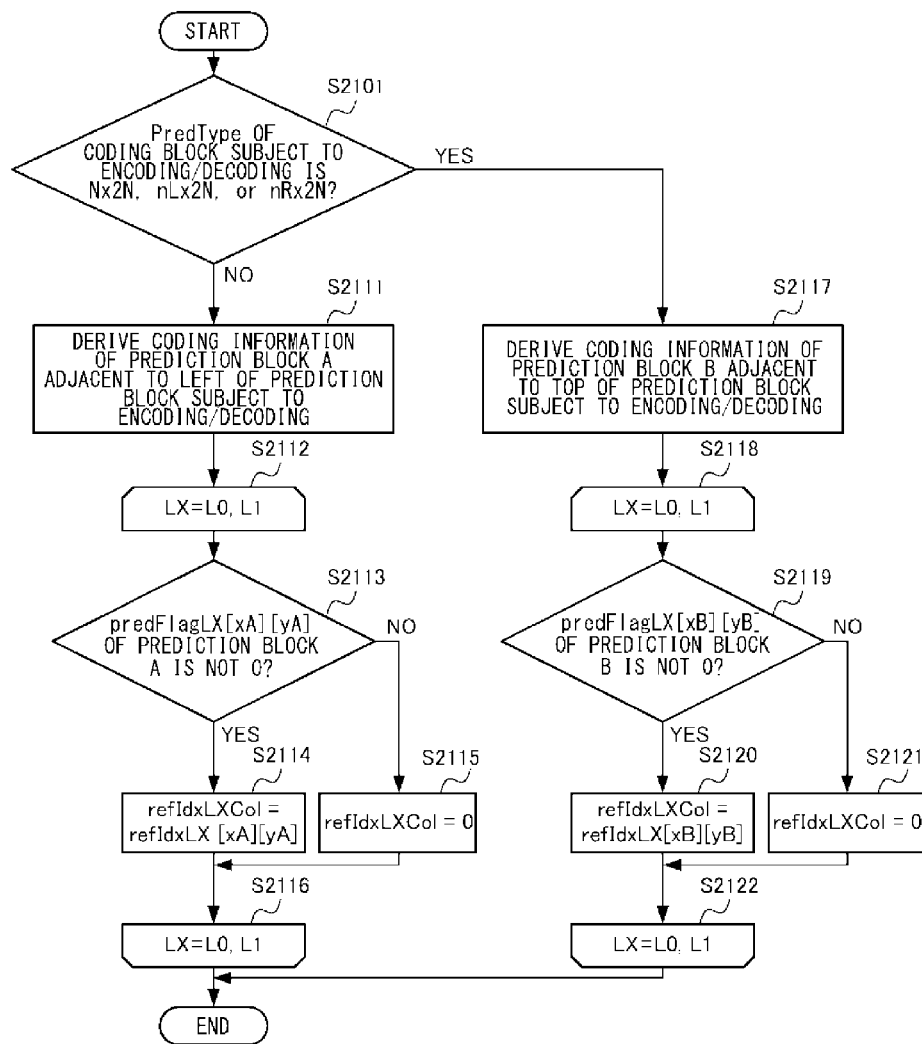 START
S2101
PredType OF
CODING BLOCK SUBJECT TO
ENCODING/DECODING IS
Nx2N, nLx2N, or nRx2N?
YES
NO
S2111
DERIVE CODING INFORMATION
OF PREDICTION BLOCK A
ADJACENT TO LEFT OF PREDICTION
BLOCK SUBJECT TO
ENCODING/DECODING
S2117
DERIVE CODING INFORMATION OF
PREDICTION BLOCK B ADJACENT
TO TOP OF PREDICTION BLOCK
SUBJECT TO ENCODING/DECODING
S2112
LX=L0, L1
S2118
LX=L0, L1
S2113
predFlagLX[xA][yA]
OF PREDICTION BLOCK
A IS NOT 0?
NO
YES
S2119
predFlagLX[xB][yB]
OF PREDICTION BLOCK
B IS NOT 0?
NO
YES
S2114
refIdxLXCol =
refIdxLX [xA][yA]
S2115
refIdxLXCol = 0
S2120
refIdxLXCol =
refIdxLX[xB][yB]
S2121
refIdxLXCol = 0
S2116
LX=L0, L1
S2122
LX=L0, L1
END